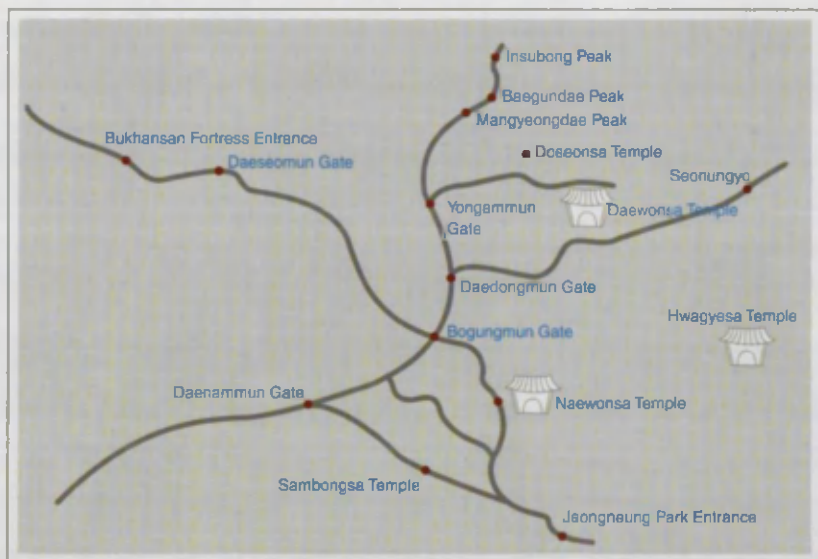 Insubong Peak
Baegundae Peak
Mangyeongdae Peak
Bukhansan Fortress Entrance
Doseonsa Temple
Daeseomun Gate
Seonungyo
Yongammun
Gate
Daewonsa Temple
Daedongmun Gate
Hwagyesa Temple
Bogungmun Gate
Daenammun Gate
Naewonsa Temple
Sambongsa Temple
Jeongneung Park Entrance